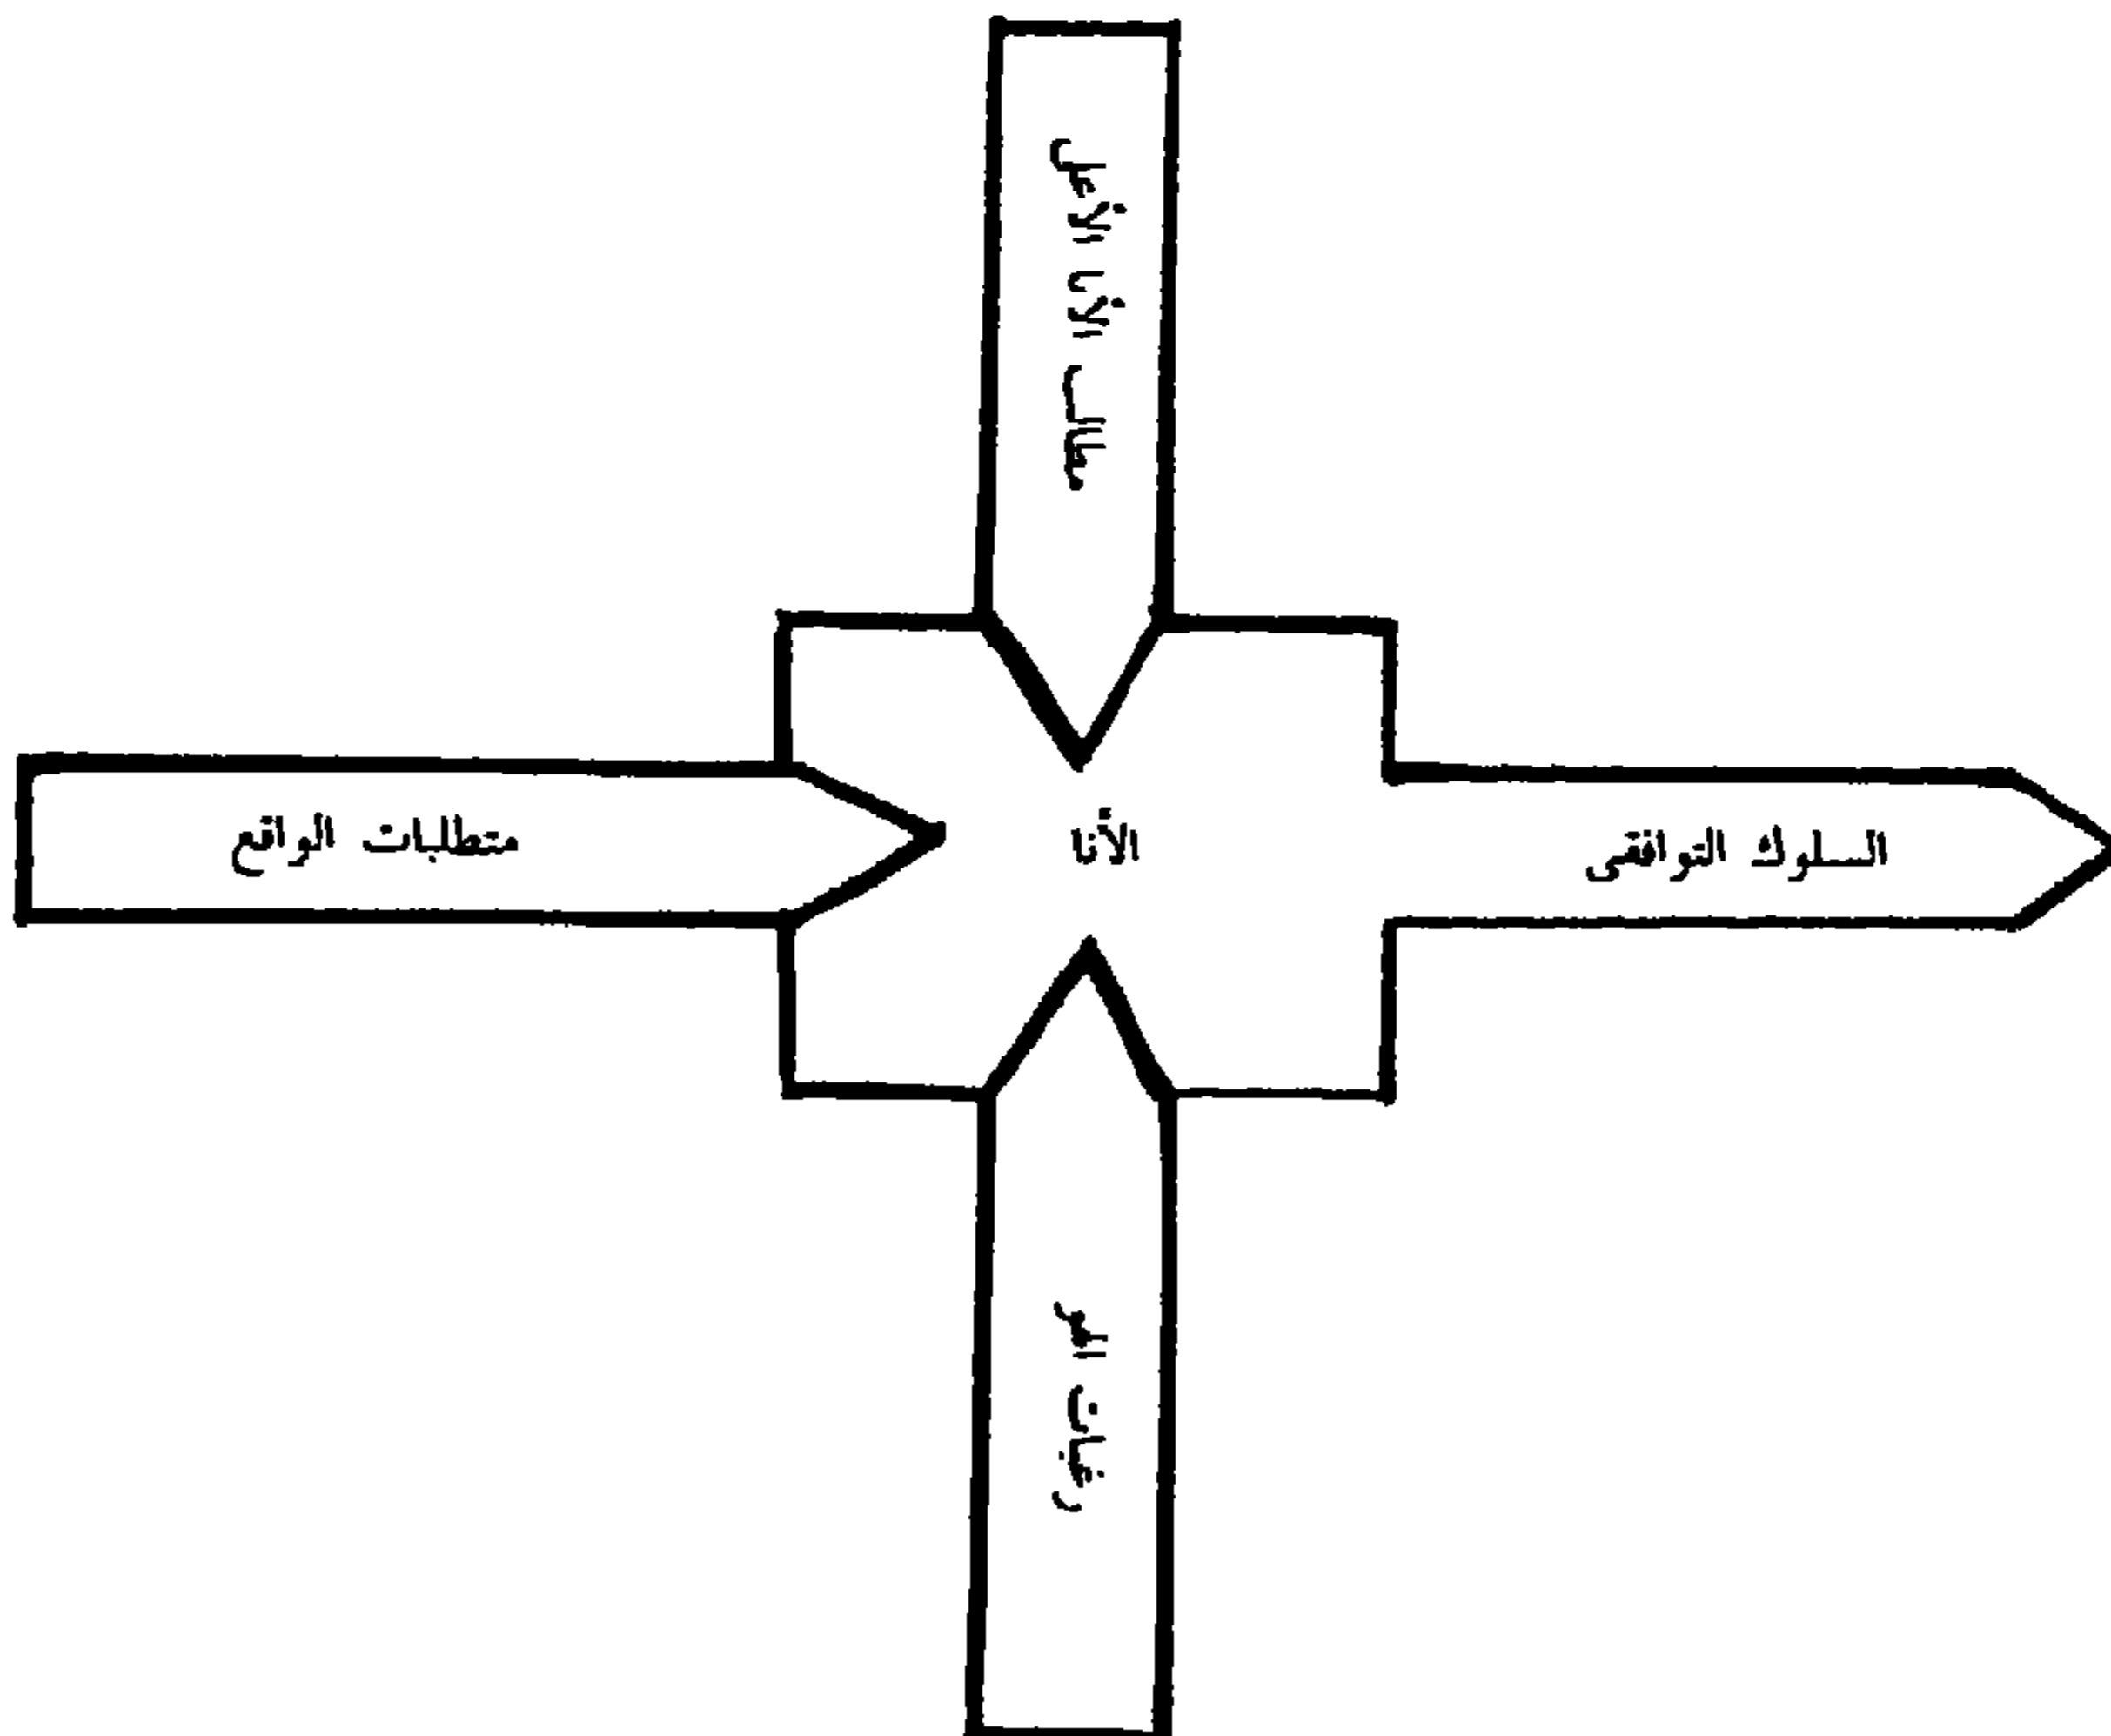 مطالب الأنا الأعلى
متطلبات الواقع
الأنا
السلوك التوافقى
رغبات الهو